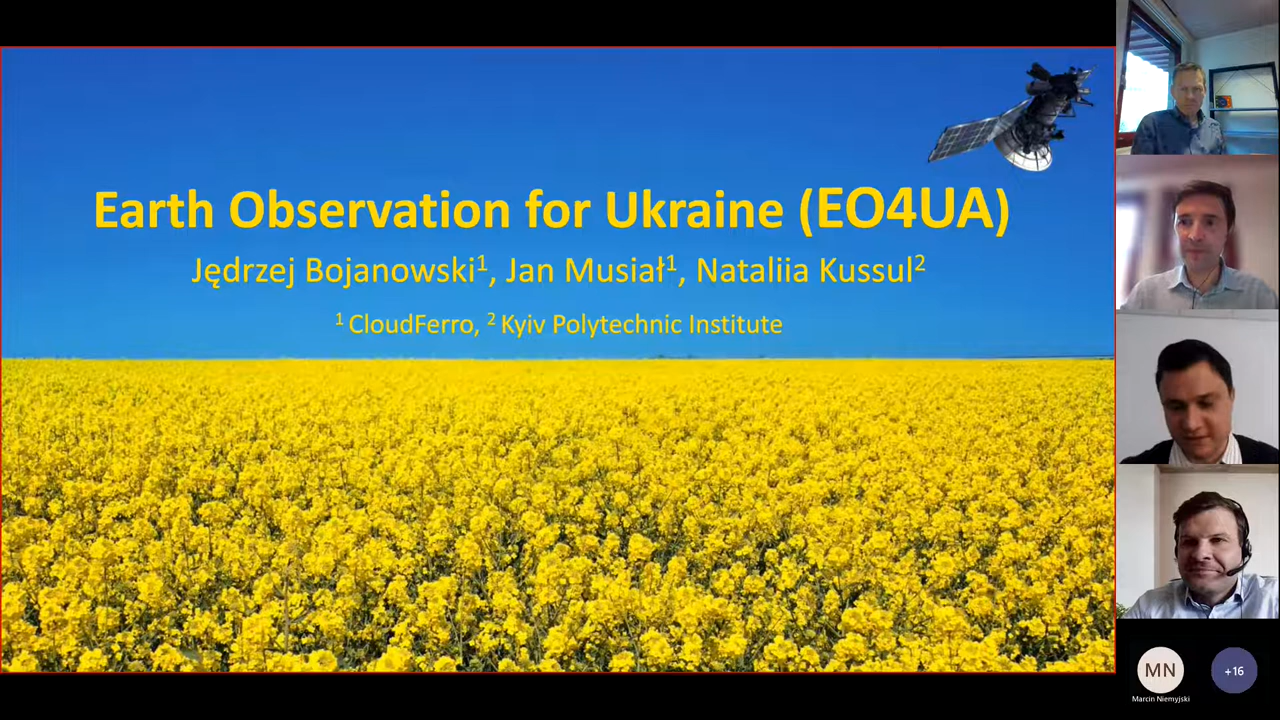 Earth Observation for Ukraine (EO4UA)
Jędrzej Bojanowski¹, Jan Musiał¹, Nataliia Kussul²
¹ CloudFerro, ² Kyiv Polytechnic Institute
MN
+16
Marcin Niemyjski